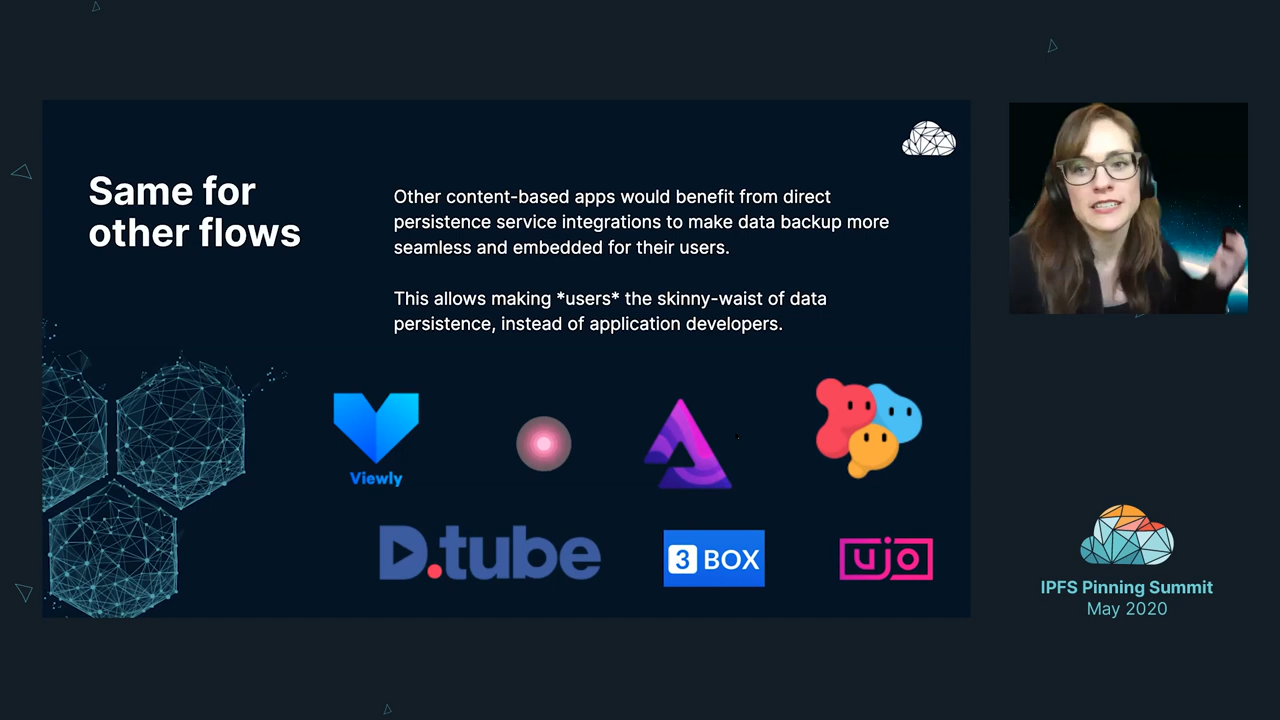 Same for
other flows
Other content-based apps would benefit from direct
persistence service integrations to make data backup more
seamless and embedded for their users.
This allows making *users* the skinny-waist of data
persistence, instead of application developers.
Viewly
D.tube
3 BOX
ujo
IPFS Pinning Summit
May 2020